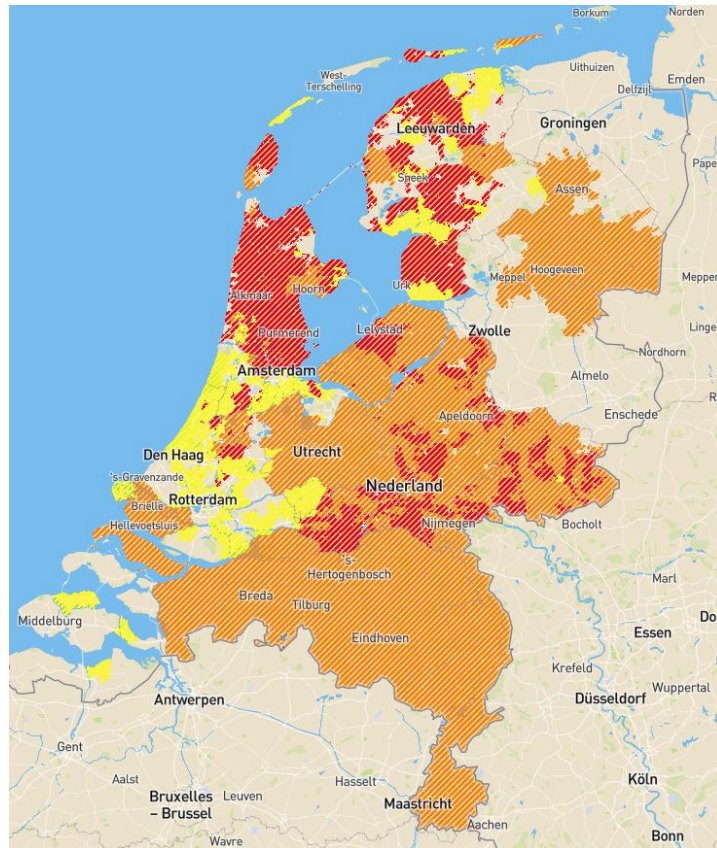 Borkum
Norden
Uithuizen
Emden
Delfzijl
West-
Terschelling
Groningen
Leeuwarden
Pape
Sneek
Assen
Meppen
Meppel
Hoogeveen
Urk
Alkmaar
Hoorn
Linge
Purmerend
Lelystad
Zwolle
Nordhorn
Amsterdam
Almelo
R
Apeldoorn
Enschede
Den Haag
Utrecht
's-Gravenzande
Nederland
Rotterdam
Brielle
Hellevoetsluis
Nijmegen
Bocholt
's-
Hertogenbosch
Marl
Breda
Tilburg
Do
Middelburg
Eindhoven
Essen
Krefeld
Wuppertal
Antwerpen
Düsseldorf
Gent
Hasselt
Köln
Aalst
Leuven
Bruxelles
– Brussel
Maastricht
Aachen
Wavre
Bonn